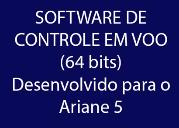 SOFTWARE DE
CONTROLE EM VOO
(64 bits)
Desenvolvido para o
Ariane 5